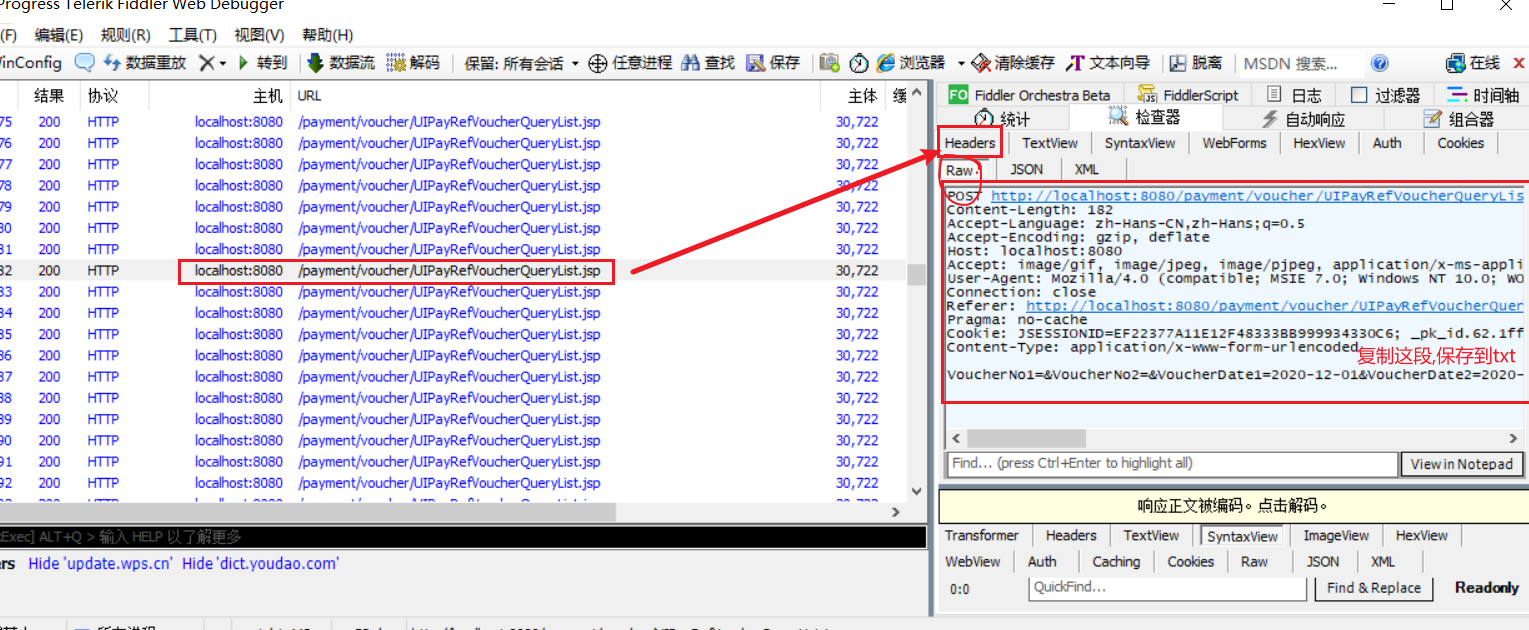 Progress Telerik Fiddler Web Debugger
(F) 编辑(E) 规则(R) 工具(T) 视图(V) 帮助(H)
WinConfig 数据重放 转到 数据流 解码 保留: 所有会话 任意进程 查找 保存 浏览器 清除缓存 文本向导 脱离 MSDN 搜索... 在线
结果 协议 主机 URL 主体 缓
75 200 HTTP localhost:8080 /payment/voucher/UIPayRefVoucherQueryList.jsp 30,722
76 200 HTTP localhost:8080 /payment/voucher/UIPayRefVoucherQueryList.jsp 30,722
77 200 HTTP localhost:8080 /payment/voucher/UIPayRefVoucherQueryList.jsp 30,722
78 200 HTTP localhost:8080 /payment/voucher/UIPayRefVoucherQueryList.jsp 30,722
79 200 HTTP localhost:8080 /payment/voucher/UIPayRefVoucherQueryList.jsp 30,722
80 200 HTTP localhost:8080 /payment/voucher/UIPayRefVoucherQueryList.jsp 30,722
81 200 HTTP localhost:8080 /payment/voucher/UIPayRefVoucherQueryList.jsp 30,722
82 200 HTTP localhost:8080 /payment/voucher/UIPayRefVoucherQueryList.jsp 30,722
83 200 HTTP localhost:8080 /payment/voucher/UIPayRefVoucherQueryList.jsp 30,722
84 200 HTTP localhost:8080 /payment/voucher/UIPayRefVoucherQueryList.jsp 30,722
85 200 HTTP localhost:8080 /payment/voucher/UIPayRefVoucherQueryList.jsp 30,722
86 200 HTTP localhost:8080 /payment/voucher/UIPayRefVoucherQueryList.jsp 30,722
87 200 HTTP localhost:8080 /payment/voucher/UIPayRefVoucherQueryList.jsp 30,722
88 200 HTTP localhost:8080 /payment/voucher/UIPayRefVoucherQueryList.jsp 30,722
89 200 HTTP localhost:8080 /payment/voucher/UIPayRefVoucherQueryList.jsp 30,722
90 200 HTTP localhost:8080 /payment/voucher/UIPayRefVoucherQueryList.jsp 30,722
91 200 HTTP localhost:8080 /payment/voucher/UIPayRefVoucherQueryList.jsp 30,722
92 200 HTTP localhost:8080 /payment/voucher/UIPayRefVoucherQueryList.jsp 30,722
Exec] ALT+Q > 输入 HELP 以了解更多
ers Hide 'update.wps.cn' Hide 'dict.youdao.com'
FO Fiddler Orchestra Beta FiddlerScript 日志 过滤器 时间轴
统计 检查器 自动响应 组合器
Headers TextView SyntaxView WebForms HexView Auth Cookies
Raw JSON XML
POST http://localhost:8080/payment/voucher/UIPayRefVoucherQueryLis
Content-Length: 182
Accept-Language: zh-Hans-CN,zh-Hans;q=0.5
Accept-Encoding: gzip, deflate
Host: localhost:8080
Accept: image/gif, image/jpeg, image/pjpeg, application/x-ms-appli
User-Agent: Mozilla/4.0 (compatible; MSIE 7.0; Windows NT 10.0; WO
Connection: close
Referer: http://localhost:8080/payment/voucher/UIPayRefVoucherQuer
Pragma: no-cache
Cookie: JSESSIONID=EF22377A11E12F48333BB999934330C6; _pk_id.62.1ff
Content-Type: application/x-www-form-urlencoded
复制这段,保存到txt
VoucherNo1=&VoucherNo2=&VoucherDate1=2020-12-01&VoucherDate2=2020-
Find... (press Ctrl+Enter to highlight all) View in Notepad
响应正文被编码。点击解码。
Transformer Headers TextView SyntaxView ImageView HexView
WebView Auth Caching Cookies Raw JSON XML
0:0 QuickFind... Find & Replace Readonly